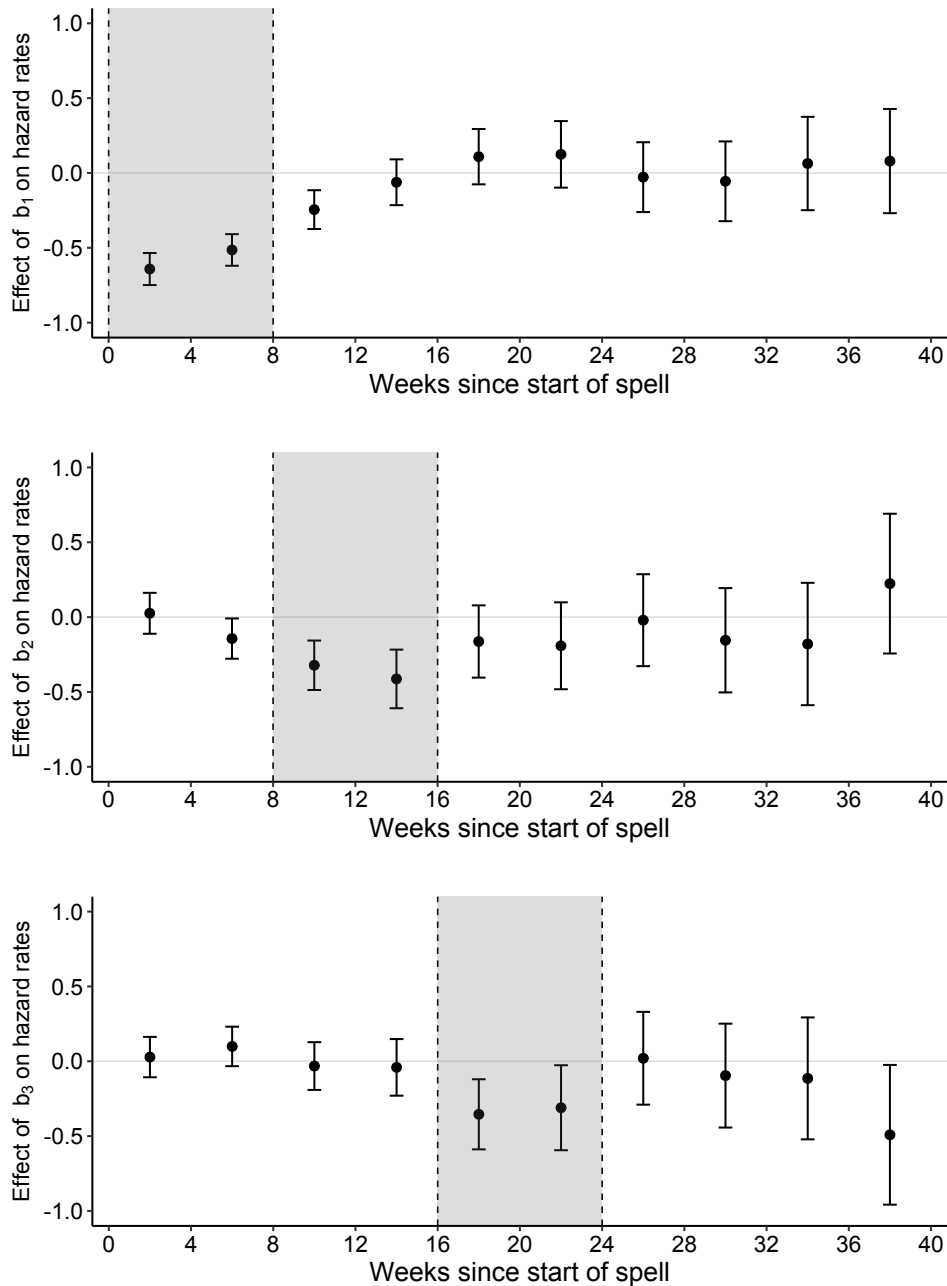 Effect of b₁ on hazard rates
1.0
0.5
0.0
-0.5
-1.0
0 4 8 12 16 20 24 28 32 36 40
Weeks since start of spell
Effect of b₂ on hazard rates
1.0
0.5
0.0
-0.5
-1.0
0 4 8 12 16 20 24 28 32 36 40
Weeks since start of spell
Effect of b₃ on hazard rates
1.0
0.5
0.0
-0.5
-1.0
0 4 8 12 16 20 24 28 32 36 40
Weeks since start of spell